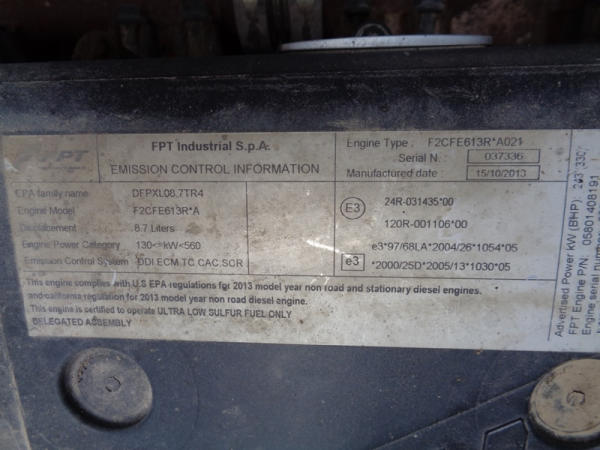 FPT
FPT Industrial S.p.A.
EMISSION CONTROL INFORMATION
EPA family name DFPXL08.7TR4
Engine Model F2CFE613R*A
Displacement 8.7 Liters
Engine Power Category 130<=kW<560
Emission Control System DDI.ECM.TC.CAC.SCR
Engine Type : F2CFE613R*A021
Serial N. 037336
Manufactured date 15/10/2013
E3 24R-031435*00
120R-001106*00
e3*97/68LA*2004/26*1054*05
e3 *2000/25D*2005/13*1030*05
This engine complies with U.S EPA regulations for 2013 model year non road and stationary diesel engines.
and california regulation for 2013 model year non road diesel engine.
This engine is certified to operate ULTRA LOW SULFUR FUEL ONLY
DELEGATED ASSEMBLY
Advertised Power kW (BHP):
FPT Engine P/N 05801408191
Engine serial number